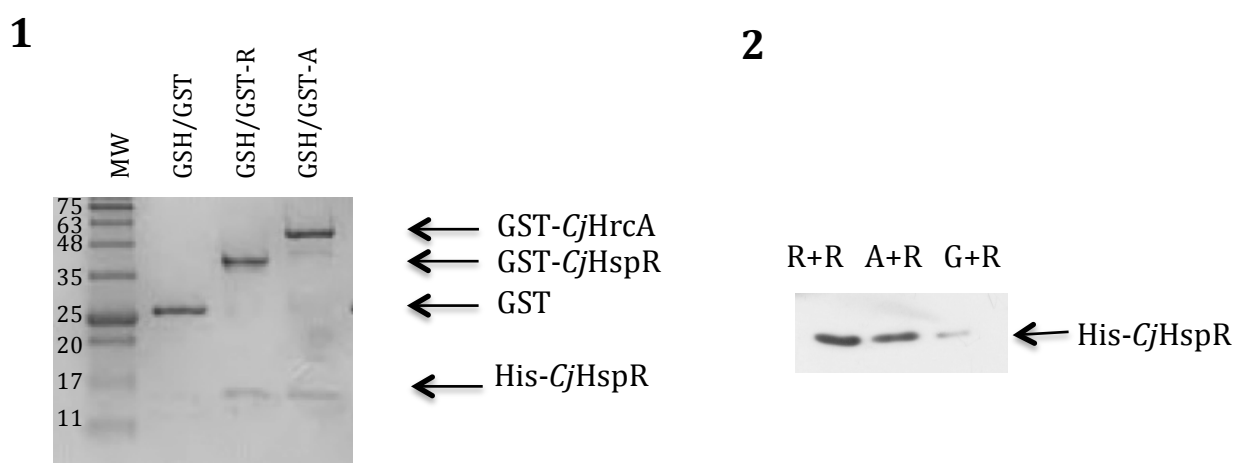 1
MW
GSH/GST
GSH/GST-R
GSH/GST-A
75
63
48
35
25
20
17
11
GST-CjHrcA
GST-CjHspR
GST
His-CjHspR
2
R+R A+R G+R
His-CjHspR